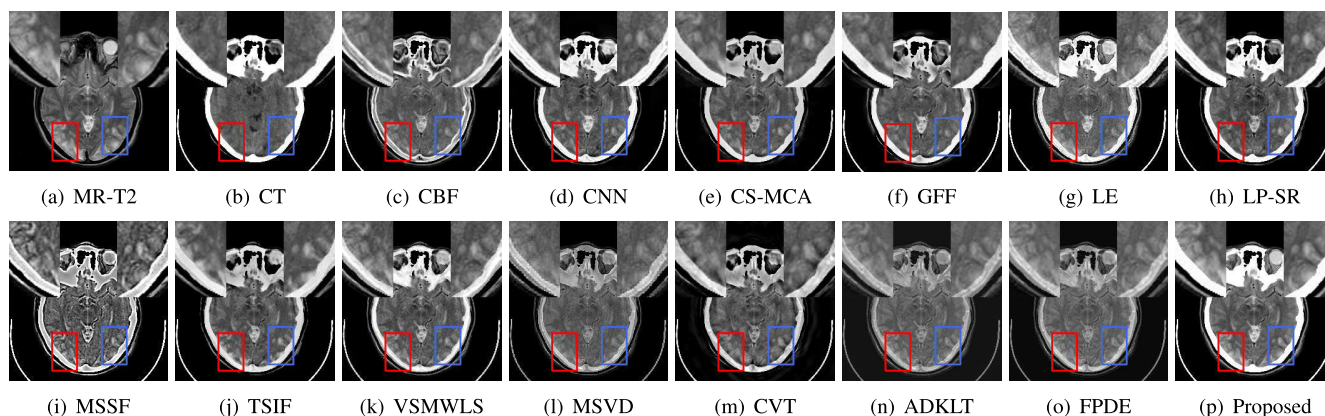 (a) MR-T2 (b) CT (c) CBF (d) CNN (e) CS-MCA (f) GFF (g) LE (h) LP-SR
(i) MSSF (j) TSIF (k) VSMWLS (l) MSVD (m) CVT (n) ADKLT (o) FPDE (p) Proposed